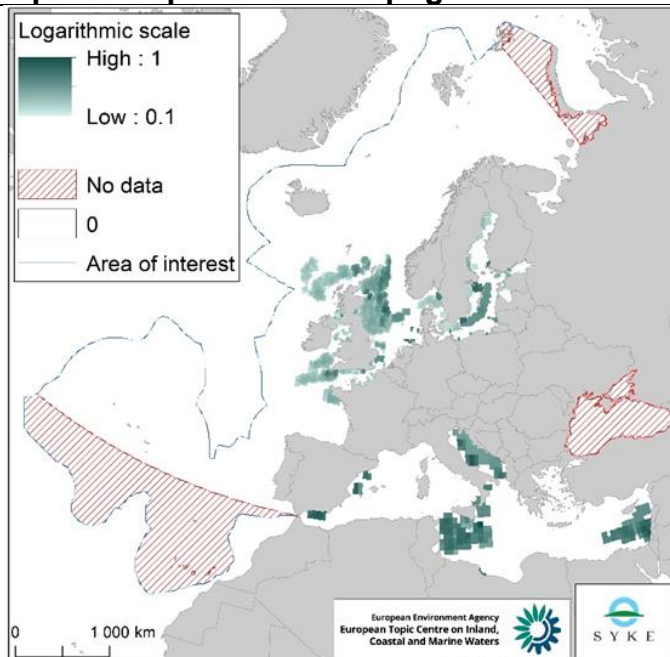 Logarithmic scale
High : 1
Low : 0.1
No data
0
Area of interest
0
1 000 km
European Environment Agency
European Topic Centre on Inland,
Coastal and Marine Waters
SYKE